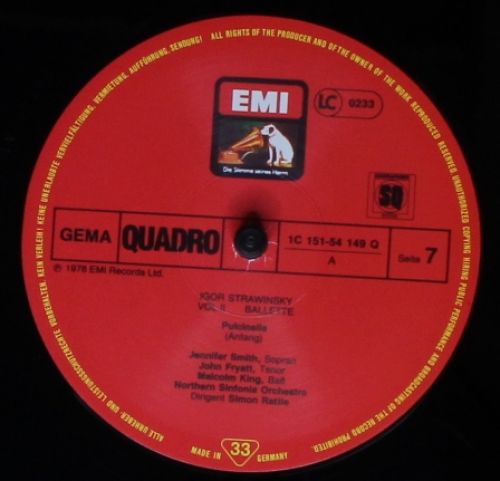 ALLE URHEBER- UND LEISTUNGSSCHUTZRECHTE VORBEHALTEN. KEIN VERLEIH! KEINE UNERLAUBTE VERVIELFÄLTIGUNG, VERMIETUNG, AUFFÜHRUNG, SENDUNG! ALL RIGHTS OF THE PRODUCER AND OF THE OWNER OF THE WORK REPRODUCED RESERVED. UNAUTHORIZED COPYING HIRING PUBLIC PERFORMANCE AND BROADCASTING OF THE RECORD PROHIBITED.
EMI
LC 0233
Die Stimme seines Herrn
SQ
GEMA QUADRO 1C 151-54 149 Q
A
Seite 7
℗ 1978 EMI Records Ltd.
IGOR STRAWINSKY
VOL II BALLETTE
Pulcinella
(Anfang)
Jennifer Smith, Sopran
John Fryatt, Tenor
Malcolm King, Baß
Northern Sinfonia Orchestra
Dirigent Simon Rattle
MADE IN 33 GERMANY